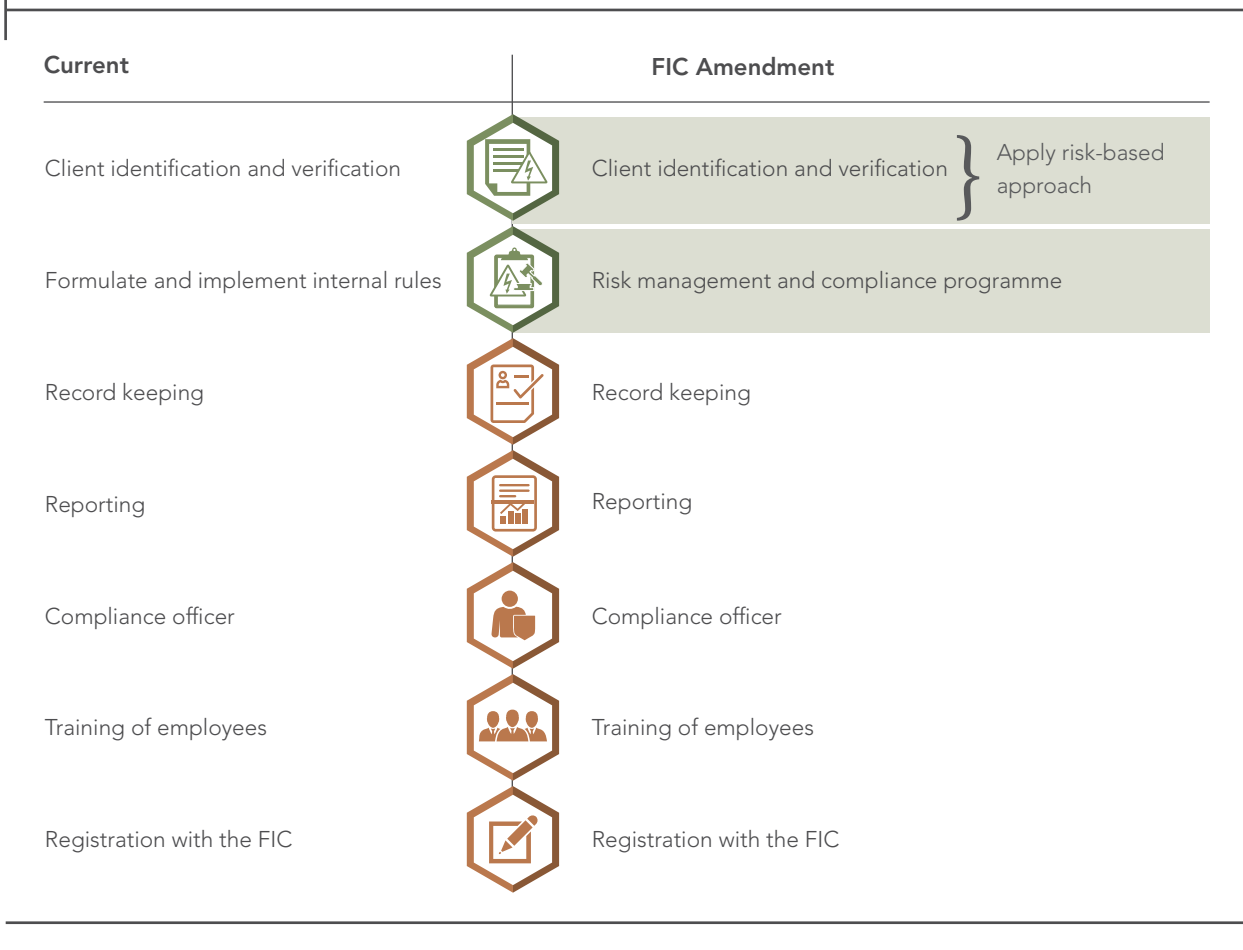 Current
FIC Amendment
Client identification and verification
Client identification and verification } Apply risk-based
approach
Formulate and implement internal rules
Risk management and compliance programme
Record keeping
Record keeping
Reporting
Reporting
Compliance officer
Compliance officer
Training of employees
Training of employees
Registration with the FIC
Registration with the FIC